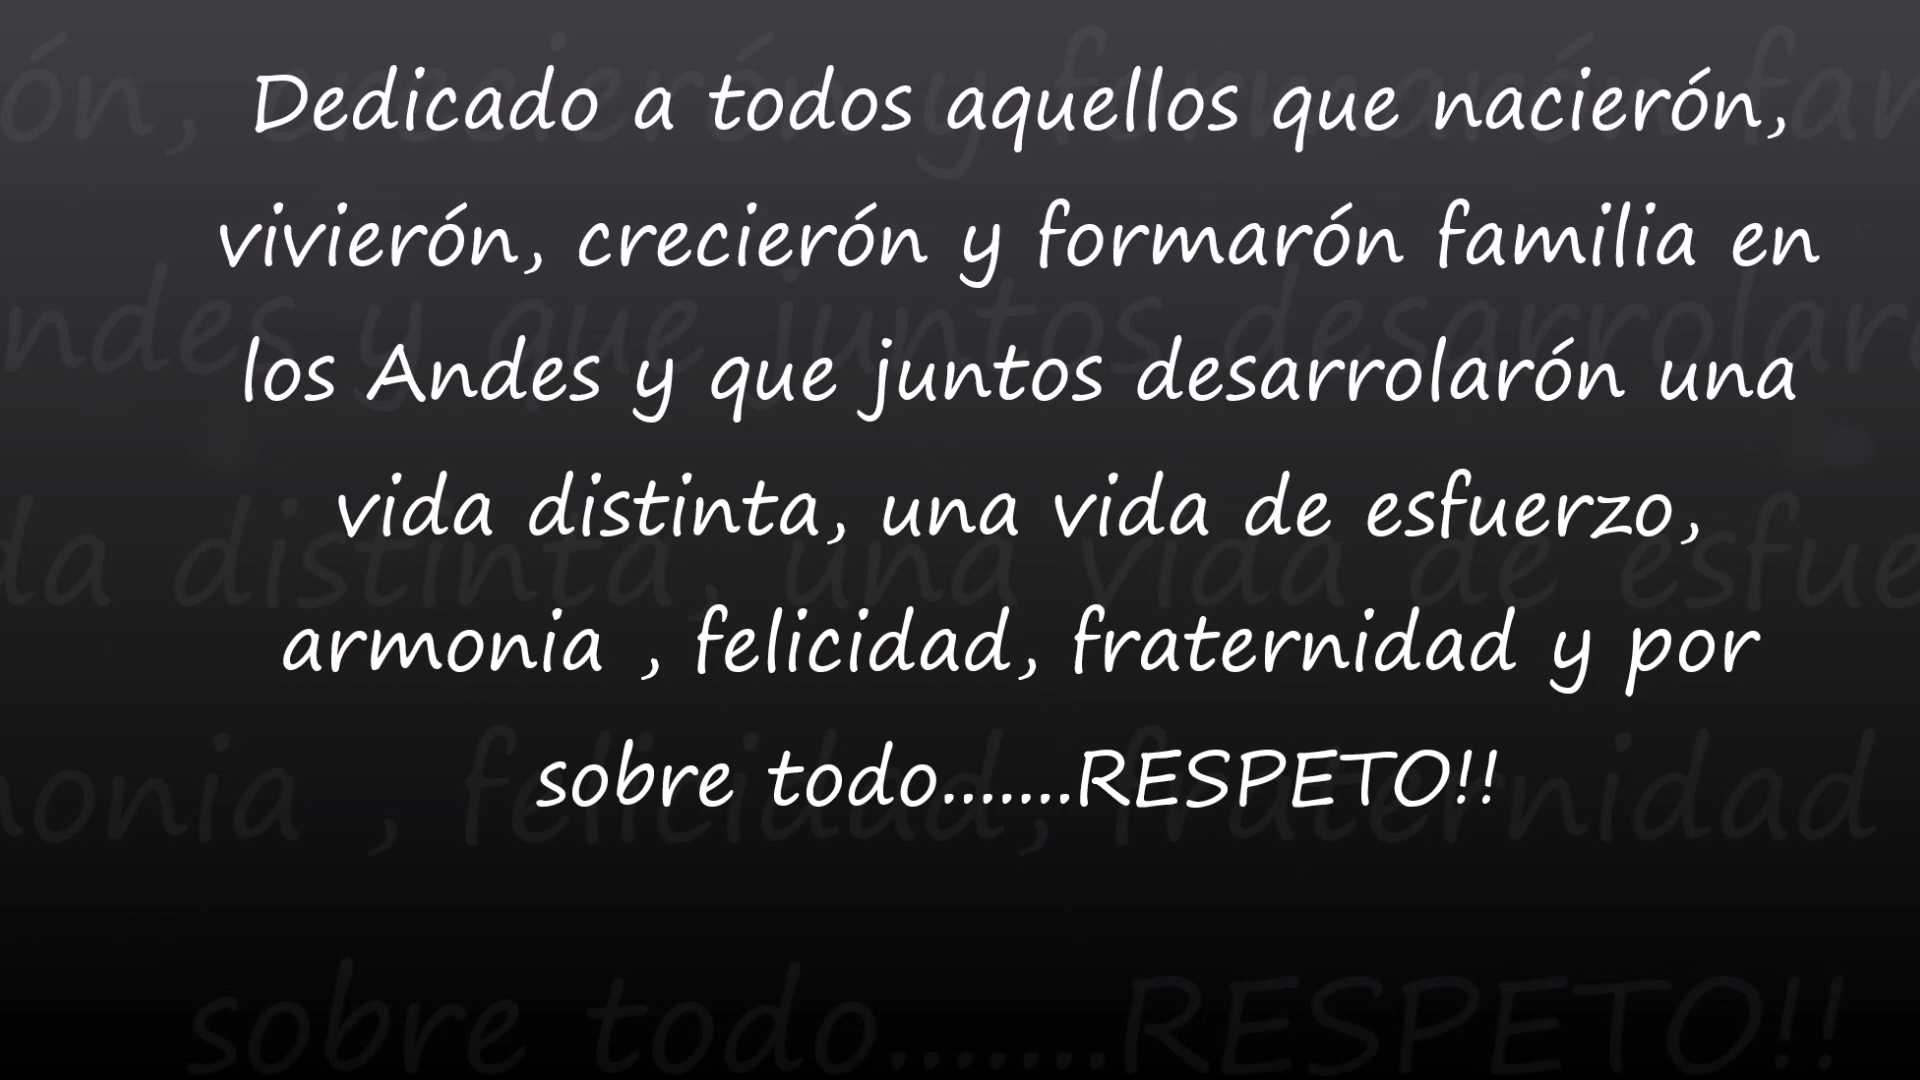 Dedicado a todos aquellos que nacierón,
vivierón, crecierón y formarón familia en
los Andes y que juntos desarrolarón una
vida distinta, una vida de esfuerzo,
armonia , felicidad, fraternidad y por
sobre todo.......RESPETO!!